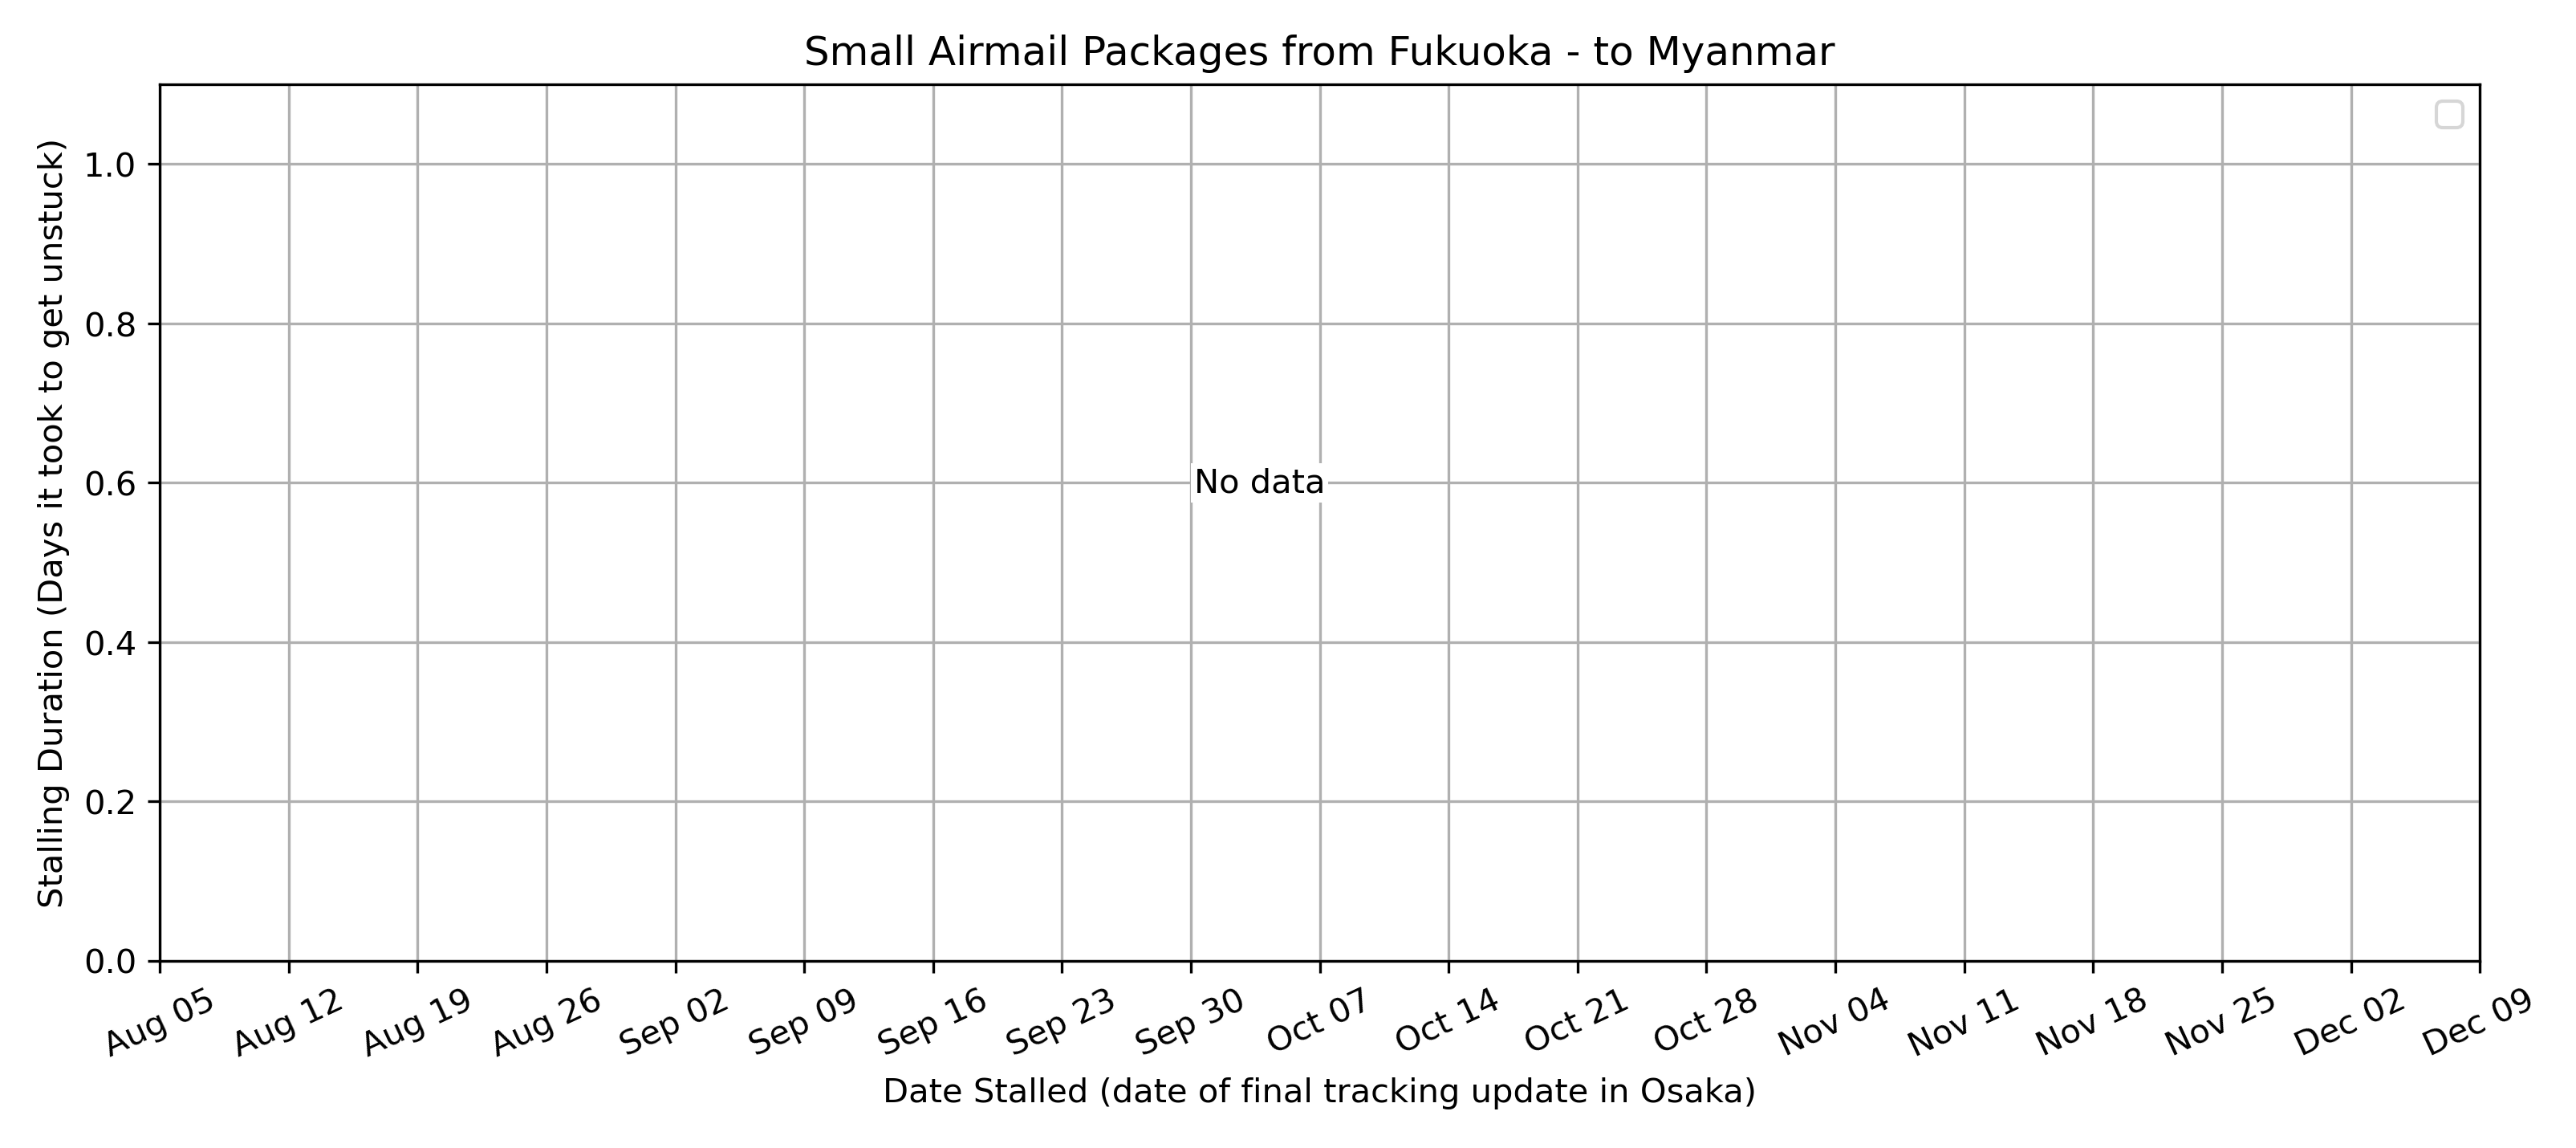 Small Airmail Packages from Fukuoka - to Myanmar
Stalling Duration (Days it took to get unstuck)
1.0
0.8
0.6
0.4
0.2
0.0
No data
Aug 05 Aug 12 Aug 19 Aug 26 Sep 02 Sep 09 Sep 16 Sep 23 Sep 30 Oct 07 Oct 14 Oct 21 Oct 28 Nov 04 Nov 11 Nov 18 Nov 25 Dec 02 Dec 09
Date Stalled (date of final tracking update in Osaka)